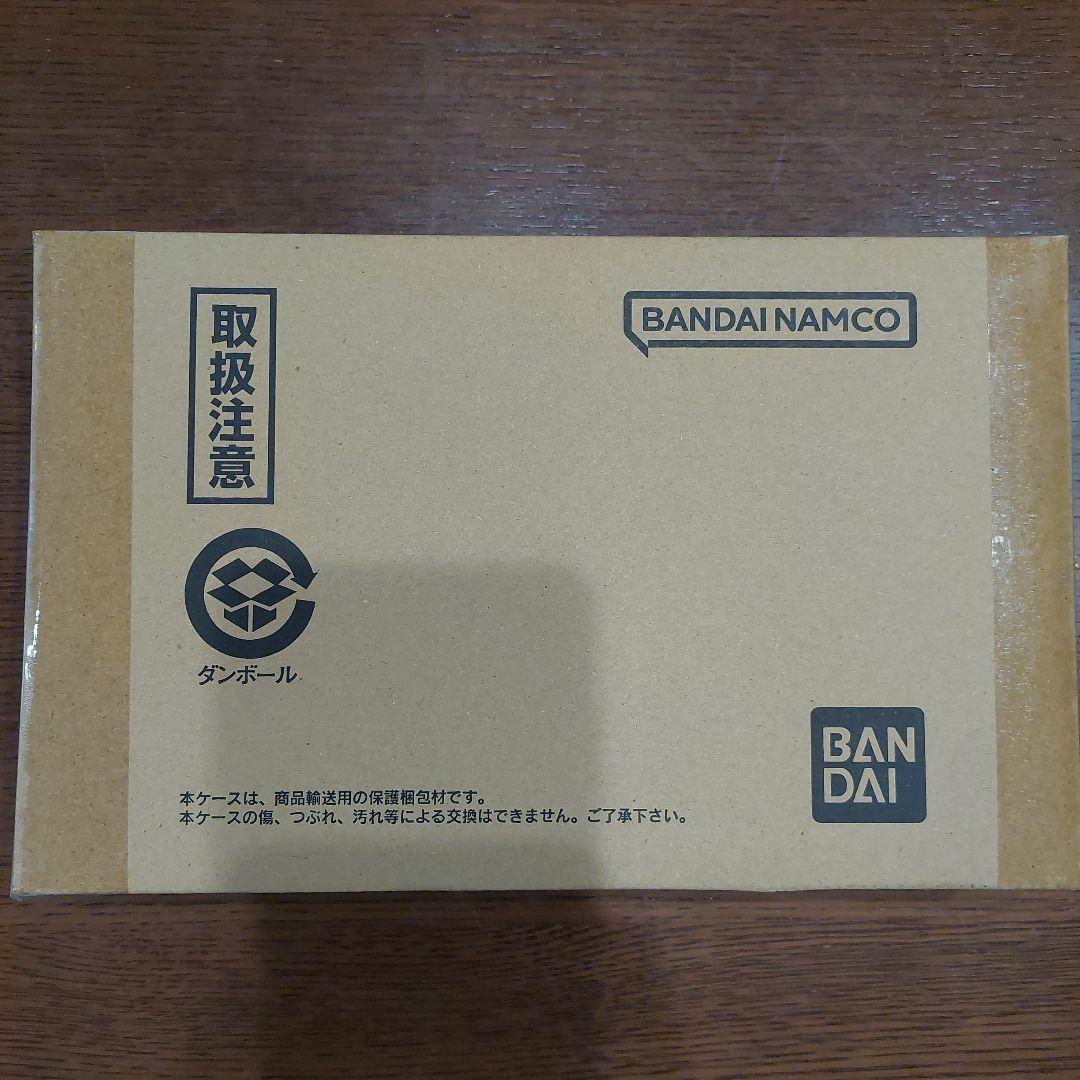 取扱注意
BANDAI NAMCO
ダンボール
BAN
DAI
本ケースは、商品輸送用の保護梱包材です。
本ケースの傷、つぶれ、汚れ等による交換はできません。ご了承下さい。